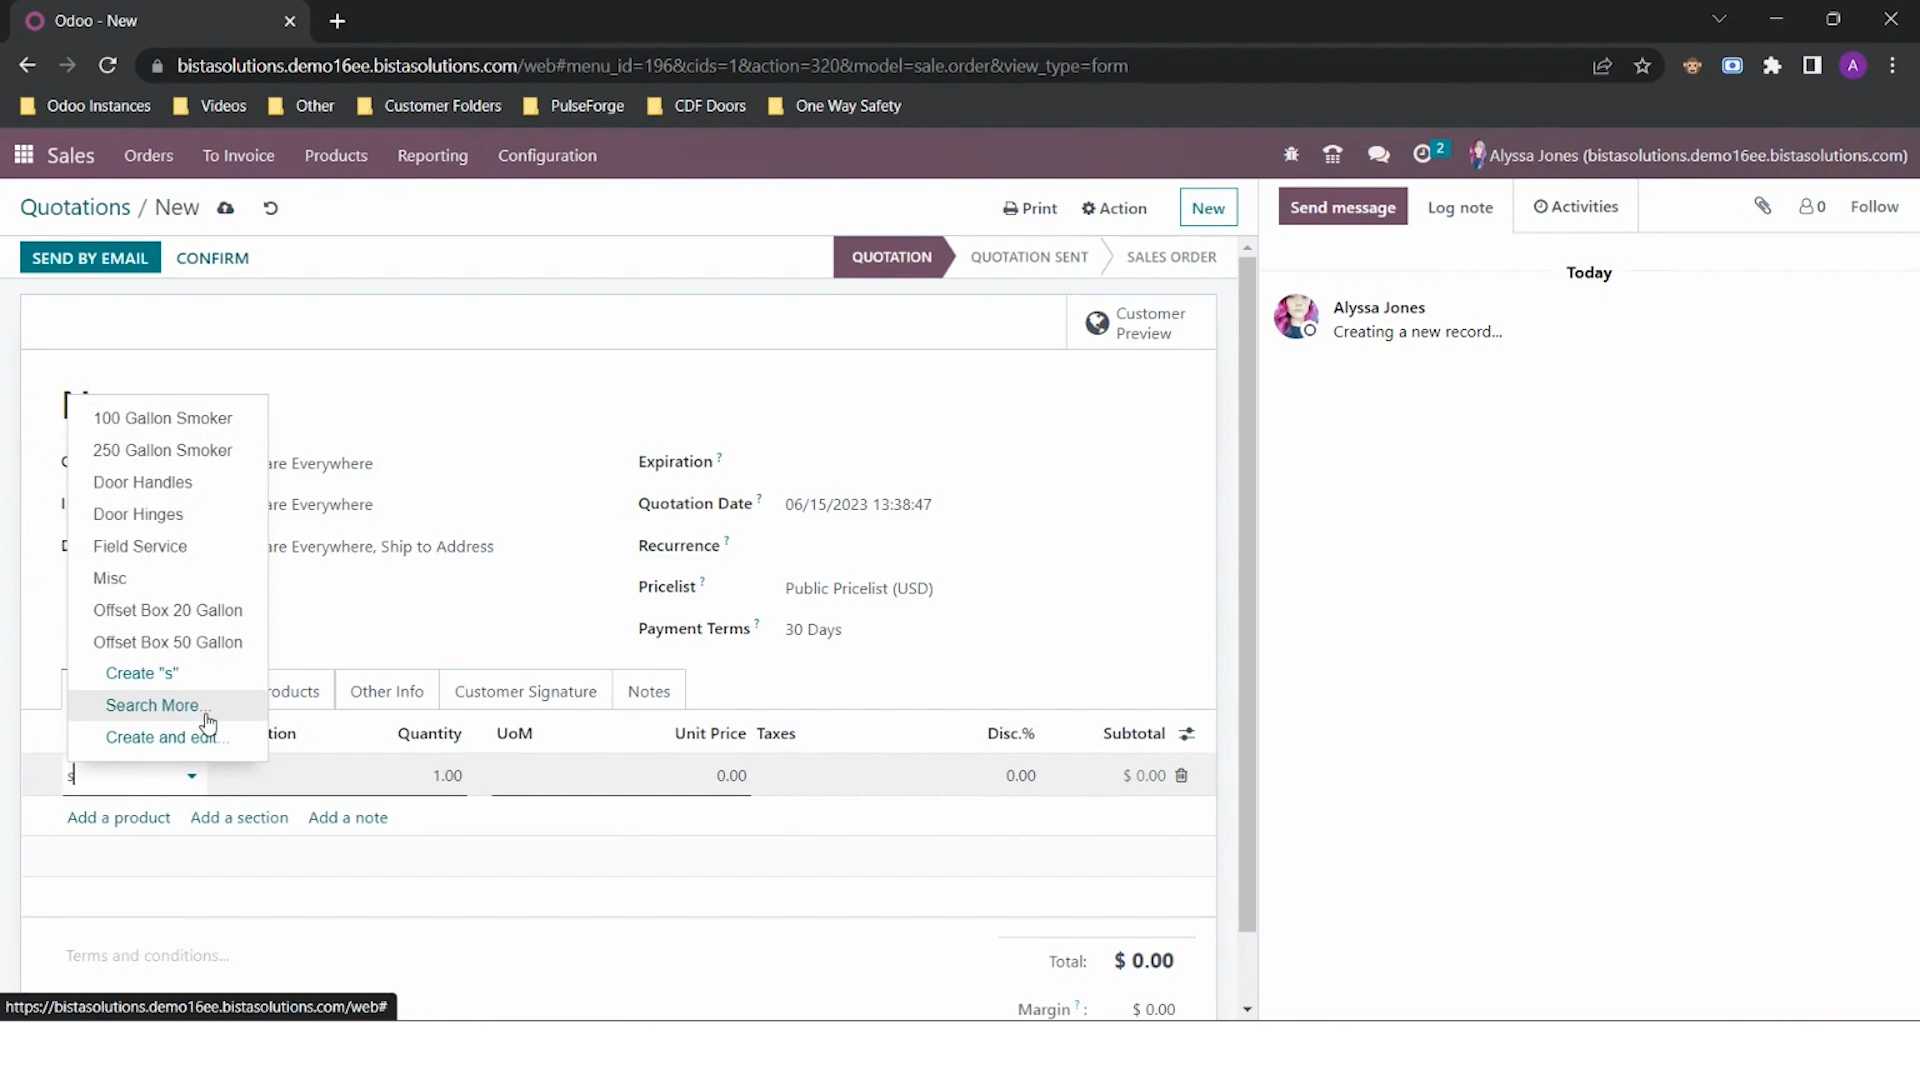 Odoo - New
bistasolutions.demo16ee.bistasolutions.com/web#menu_id=196&cids=1&action=320&model=sale.order&view_type=form
A
Odoo Instances Videos Other Customer Folders PulseForge CDF Doors One Way Safety
Sales Orders To Invoice Products Reporting Configuration 2 Alyssa Jones (bistasolutions.demo16ee.bistasolutions.com)
Quotations / New Print Action New Send message Log note Activities 0 Follow
SEND BY EMAIL CONFIRM QUOTATION QUOTATION SENT SALES ORDER
Today
Customer
Preview
Alyssa Jones
Creating a new record...
100 Gallon Smoker
250 Gallon Smoker
Door Handles
Door Hinges
Field Service
Misc
Offset Box 20 Gallon
Offset Box 50 Gallon
Create "s"
Search More...
Create and edit...
are Everywhere
are Everywhere
are Everywhere, Ship to Address
Expiration ?
Quotation Date ? 06/15/2023 13:38:47
Recurrence ?
Pricelist ? Public Pricelist (USD)
Payment Terms ? 30 Days
oducts Other Info Customer Signature Notes
tion Quantity UoM Unit Price Taxes Disc.% Subtotal
s 1.00 0.00 0.00 $ 0.00
Add a product Add a section Add a note
Terms and conditions...
Total: $ 0.00
Margin ? : $ 0.00
https://bistasolutions.demo16ee.bistasolutions.com/web#